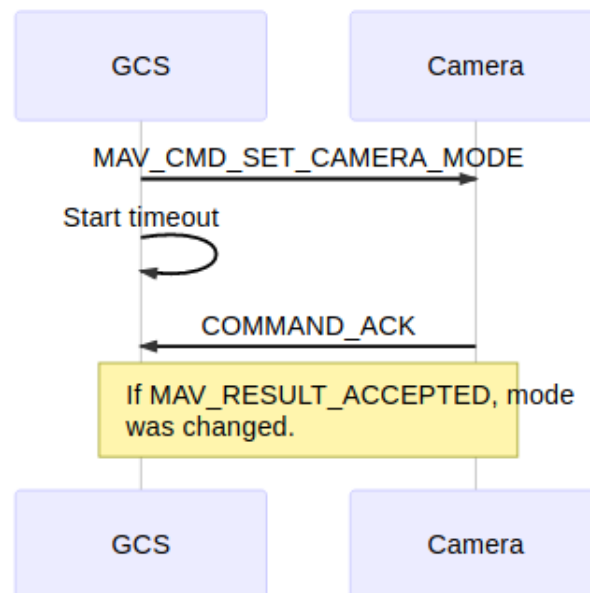 GCS
Camera
MAV_CMD_SET_CAMERA_MODE
Start timeout
COMMAND_ACK
If MAV_RESULT_ACCEPTED, mode
was changed.
GCS
Camera